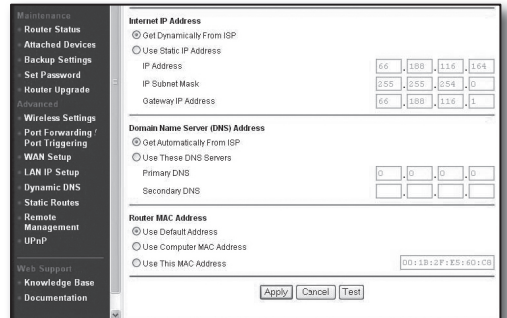 Maintenance
Router Status
Attached Devices
Backup Settings
Set Password
Router Upgrade
Advanced
Wireless Settings
Port Forwarding /
Port Triggering
WAN Setup
LAN IP Setup
Dynamic DNS
Static Routes
Remote
Management
UPnP
Web Support
Knowledge Base
Documentation
Internet IP Address
Get Dynamically From ISP
Use Static IP Address
IP Address 66 . 188 . 116 . 164
IP Subnet Mask 255 . 255 . 254 . 0
Gateway IP Address 66 . 188 . 116 . 1
Domain Name Server (DNS) Address
Get Automatically From ISP
Use These DNS Servers
Primary DNS 0 . 0 . 0 . 0
Secondary DNS . . .
Router MAC Address
Use Default Address
Use Computer MAC Address
Use This MAC Address 00:1B:2F:E5:60:C8
Apply Cancel Test